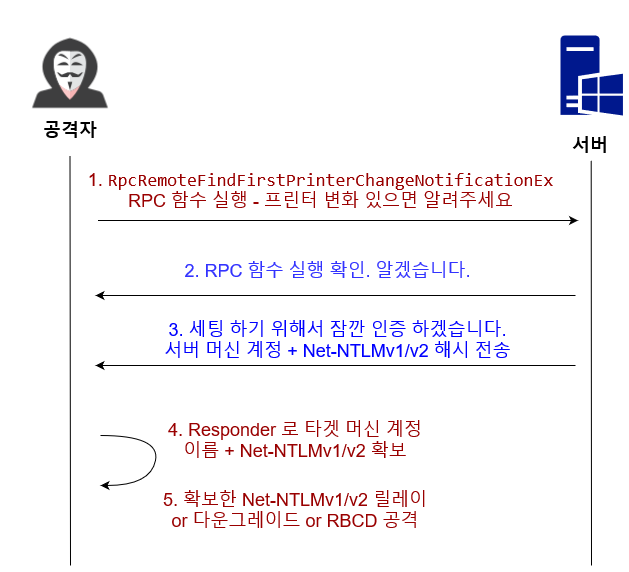 공격자
서버
1. RpcRemoteFindFirstPrinterChangeNotificationEx
RPC 함수 실행 - 프린터 변화 있으면 알려주세요
2. RPC 함수 실행 확인. 알겠습니다.
3. 세팅 하기 위해서 잠깐 인증 하겠습니다.
서버 머신 계정 + Net-NTLMv1/v2 해시 전송
4. Responder 로 타겟 머신 계정
이름 + Net-NTLMv1/v2 확보
5. 확보한 Net-NTLMv1/v2 릴레이
or 다운그레이드 or RBCD 공격